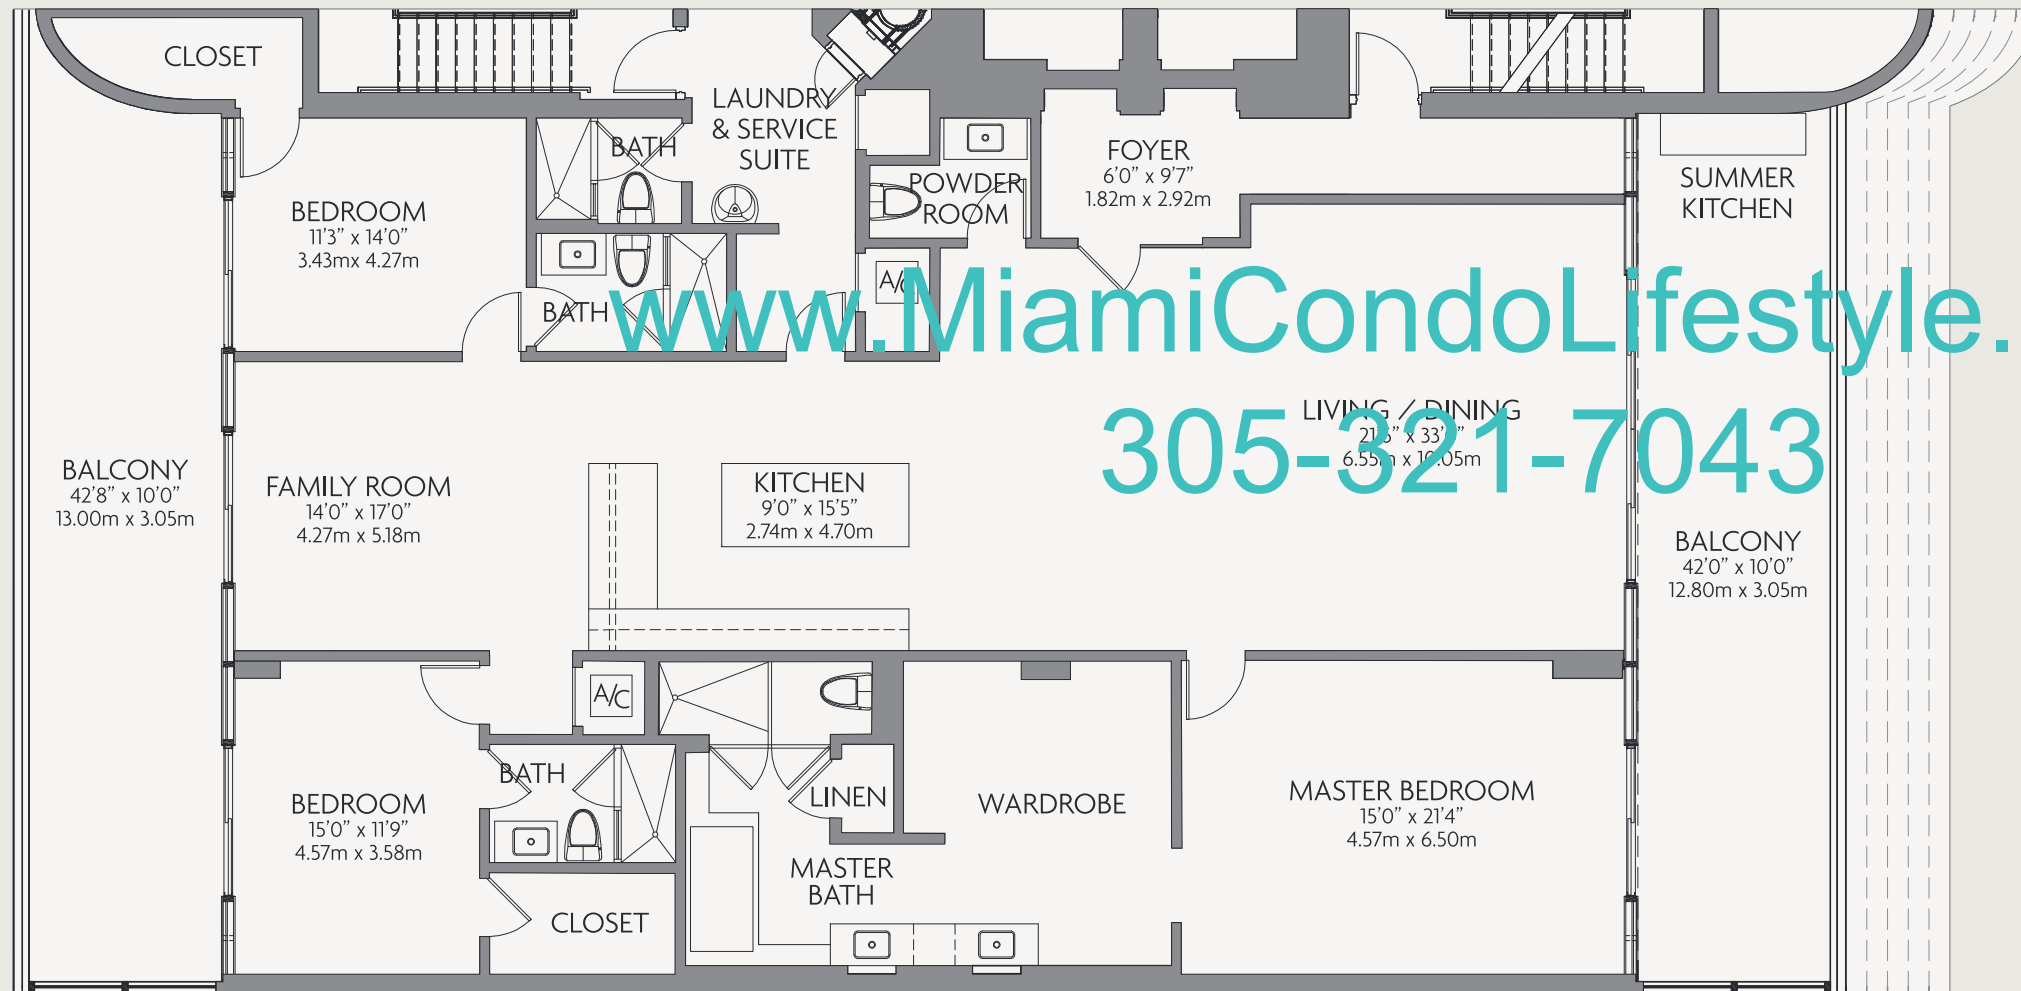 CLOSET
LAUNDRY
& SERVICE
SUITE
BATH
FOYER
6'0" x 9'7"
1.82m x 2.92m
POWDER
ROOM
SUMMER
KITCHEN
BEDROOM
11'3" x 14'0"
3.43mx 4.27m
BATH
A/C
www.MiamiCondoLifestyle.
305-321-7043
LIVING / DINING
6.55m x 10.05m
BALCONY
42'8" x 10'0"
13.00m x 3.05m
FAMILY ROOM
14'0" x 17'0"
4.27m x 5.18m
KITCHEN
9'0" x 15'5"
2.74m x 4.70m
BALCONY
42'0" x 10'0"
12.80m x 3.05m
A/C
BATH
LINEN
WARDROBE
BEDROOM
15'0" x 11'9"
4.57m x 3.58m
MASTER BEDROOM
15'0" x 21'4"
4.57m x 6.50m
MASTER
BATH
CLOSET